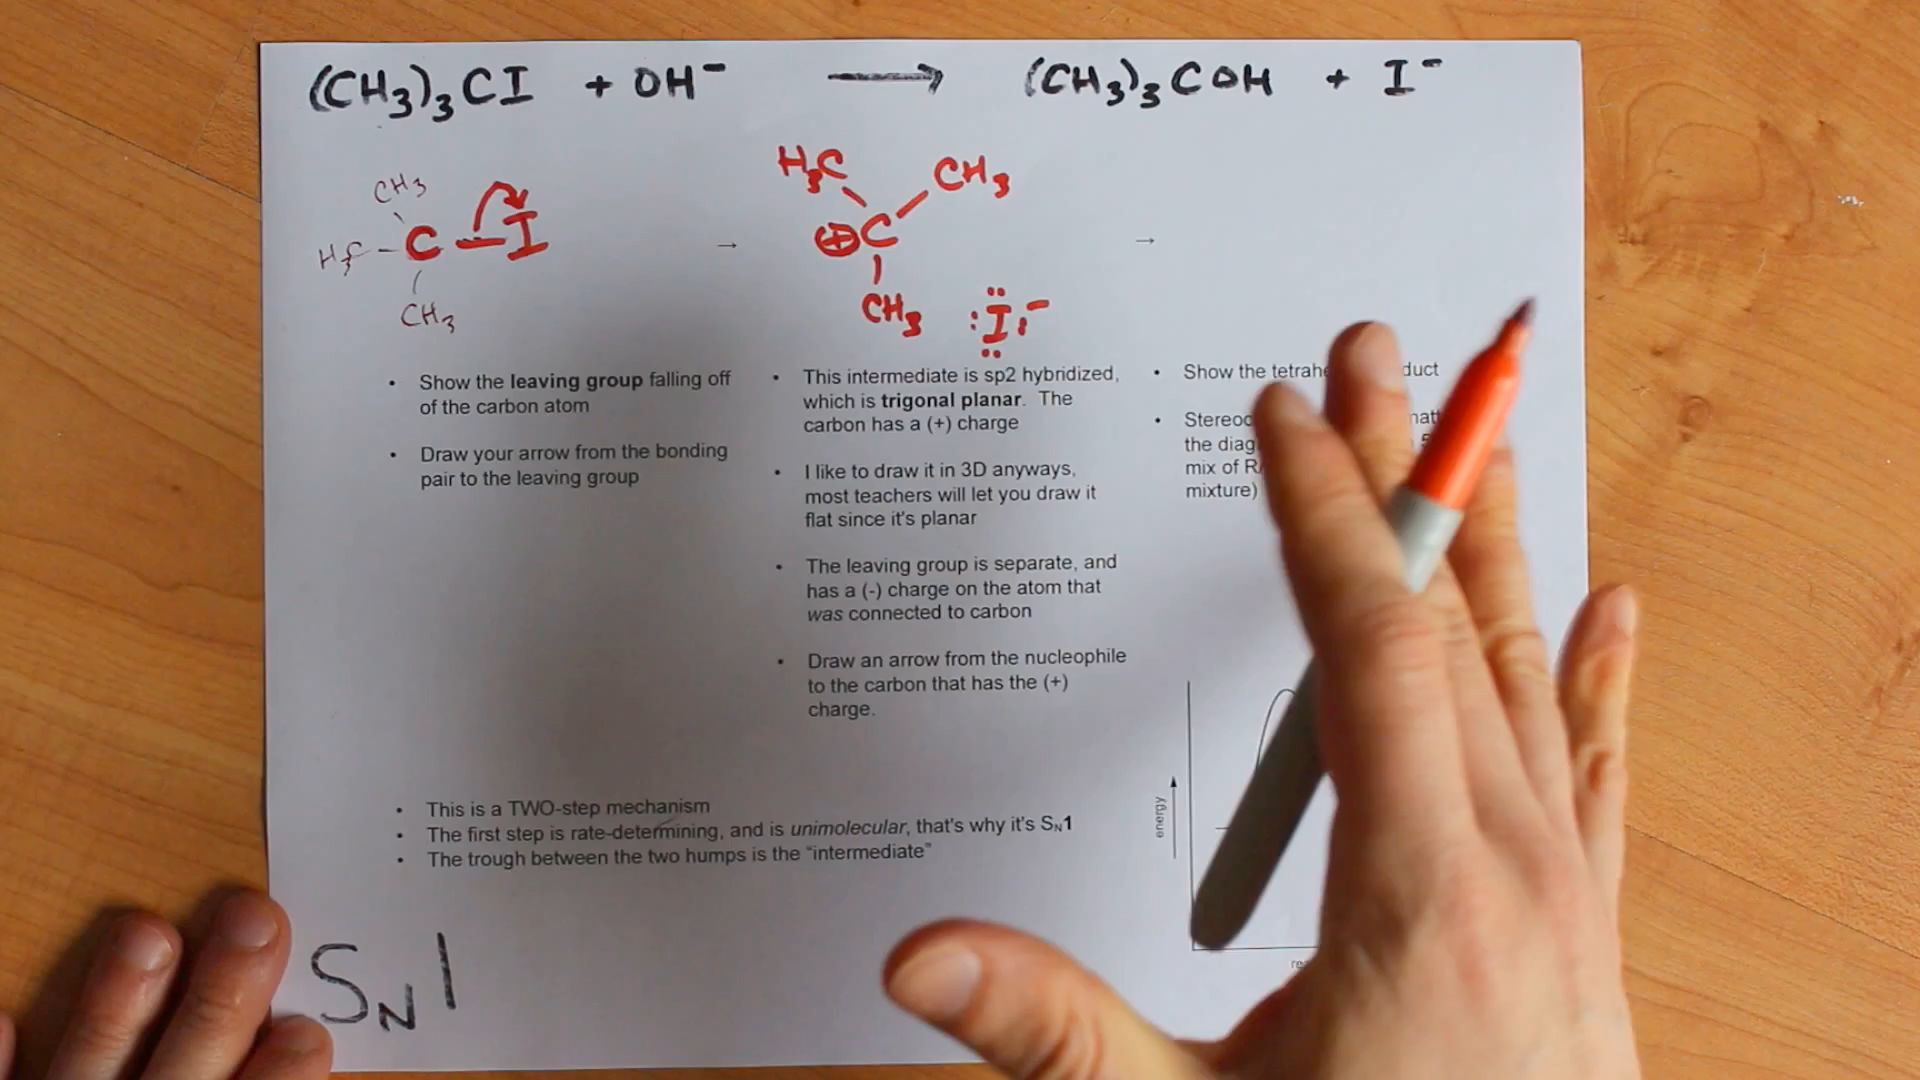 (CH₃)₃CI + OH⁻ → (CH₃)₃COH + I⁻
CH₃
H₃C – C – I
CH₃
→
H₃C CH₃
⊕C
CH₃
:I:⁻
→
• Show the leaving group falling off
of the carbon atom
• Draw your arrow from the bonding
pair to the leaving group
• This intermediate is sp2 hybridized,
which is trigonal planar. The
carbon has a (+) charge
• I like to draw it in 3D anyways,
most teachers will let you draw it
flat since it's planar
• The leaving group is separate, and
has a (-) charge on the atom that
was connected to carbon
• Draw an arrow from the nucleophile
to the carbon that has the (+)
charge.
• Show the
•
the
mix of
mixture)
energy
• This is a TWO-step mechanism
• The first step is rate-determining, and is unimolecular, that's why it's SN1
• The trough between the two humps is the “intermediate”
SN1